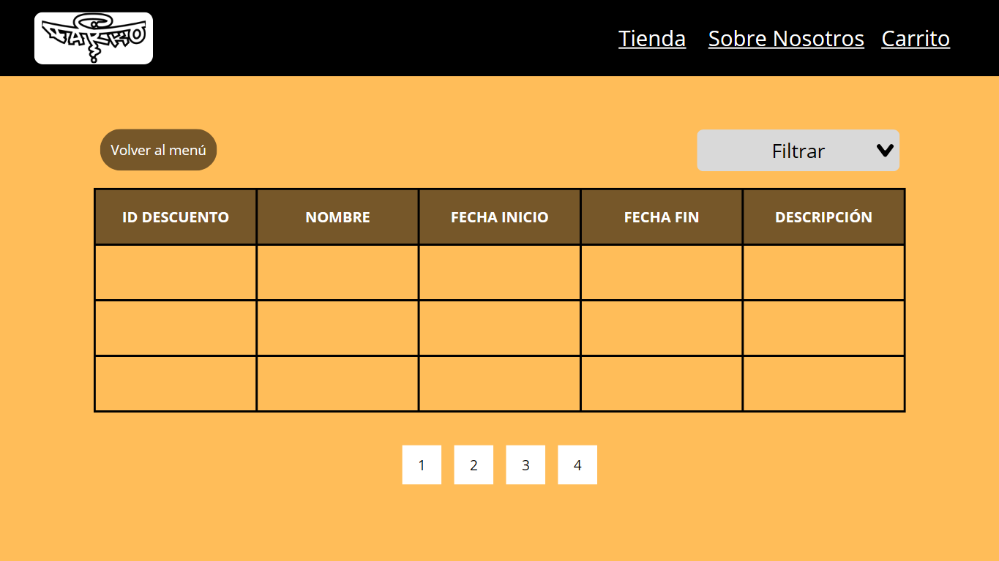 BARRIO
Tienda Sobre Nosotros Carrito
Volver al menú
Filtrar
ID DESCUENTO NOMBRE FECHA INICIO FECHA FIN DESCRIPCIÓN
1 2 3 4